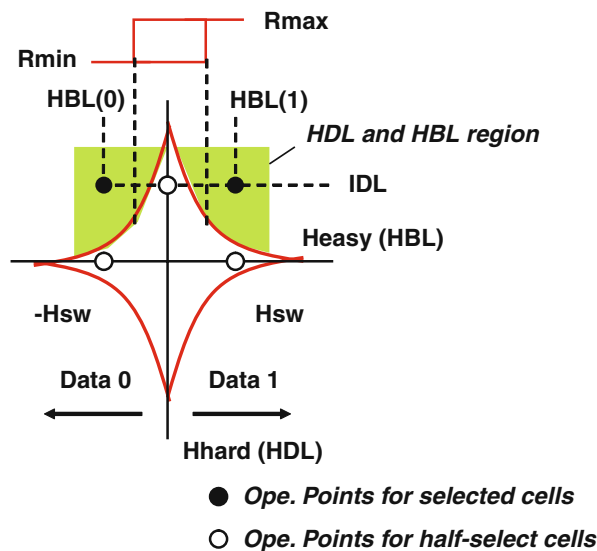 Rmax
Rmin
HBL(0)
HBL(1)
HDL and HBL region
IDL
Heasy (HBL)
-Hsw
Hsw
Data 0
Data 1
Hhard (HDL)
Ope. Points for selected cells
Ope. Points for half-select cells